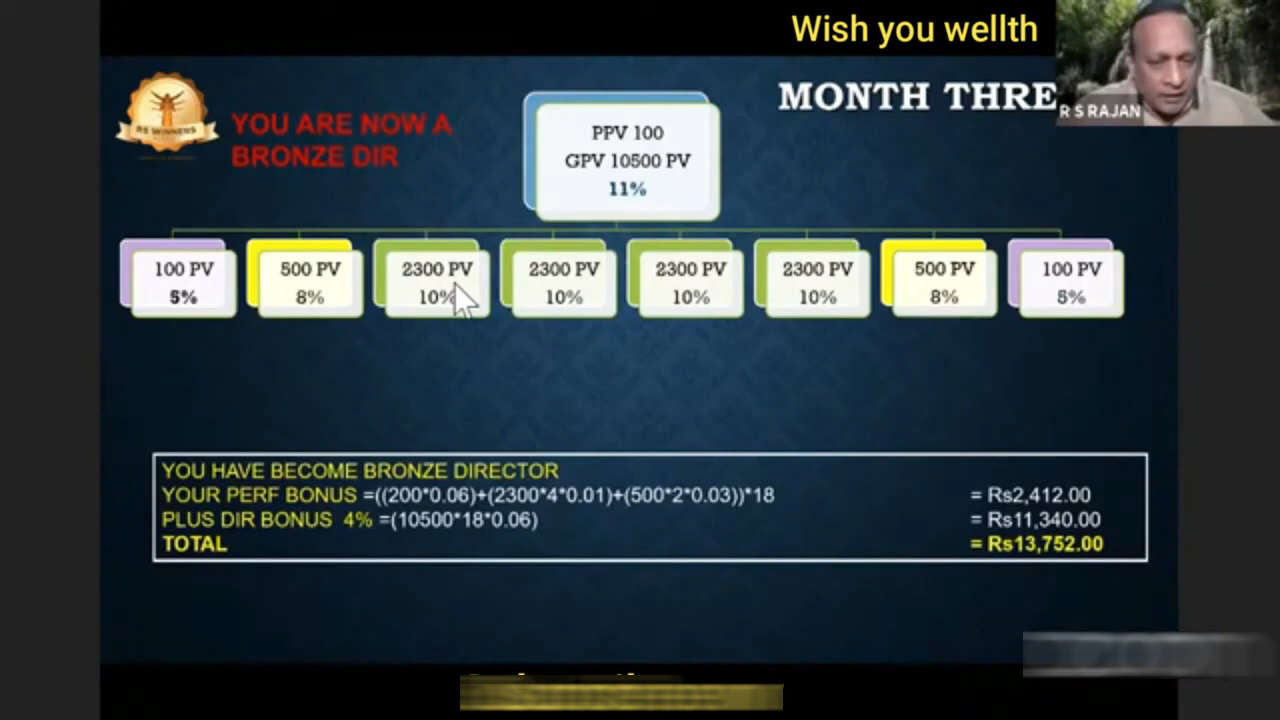 Wish you wellth
MONTH THRE
R S RAJAN
RS WINNERS
YOU ARE NOW A
BRONZE DIR
PPV 100
GPV 10500 PV
11%
100 PV
5%
500 PV
8%
2300 PV
10%
2300 PV
10%
2300 PV
10%
2300 PV
10%
500 PV
8%
100 PV
5%
YOU HAVE BECOME BRONZE DIRECTOR
YOUR PERF BONUS =((200*0.06)+(2300*4*0.01)+(500*2*0.03))*18 = Rs2,412.00
PLUS DIR BONUS 4% =(10500*18*0.06) = Rs11,340.00
TOTAL = Rs13,752.00